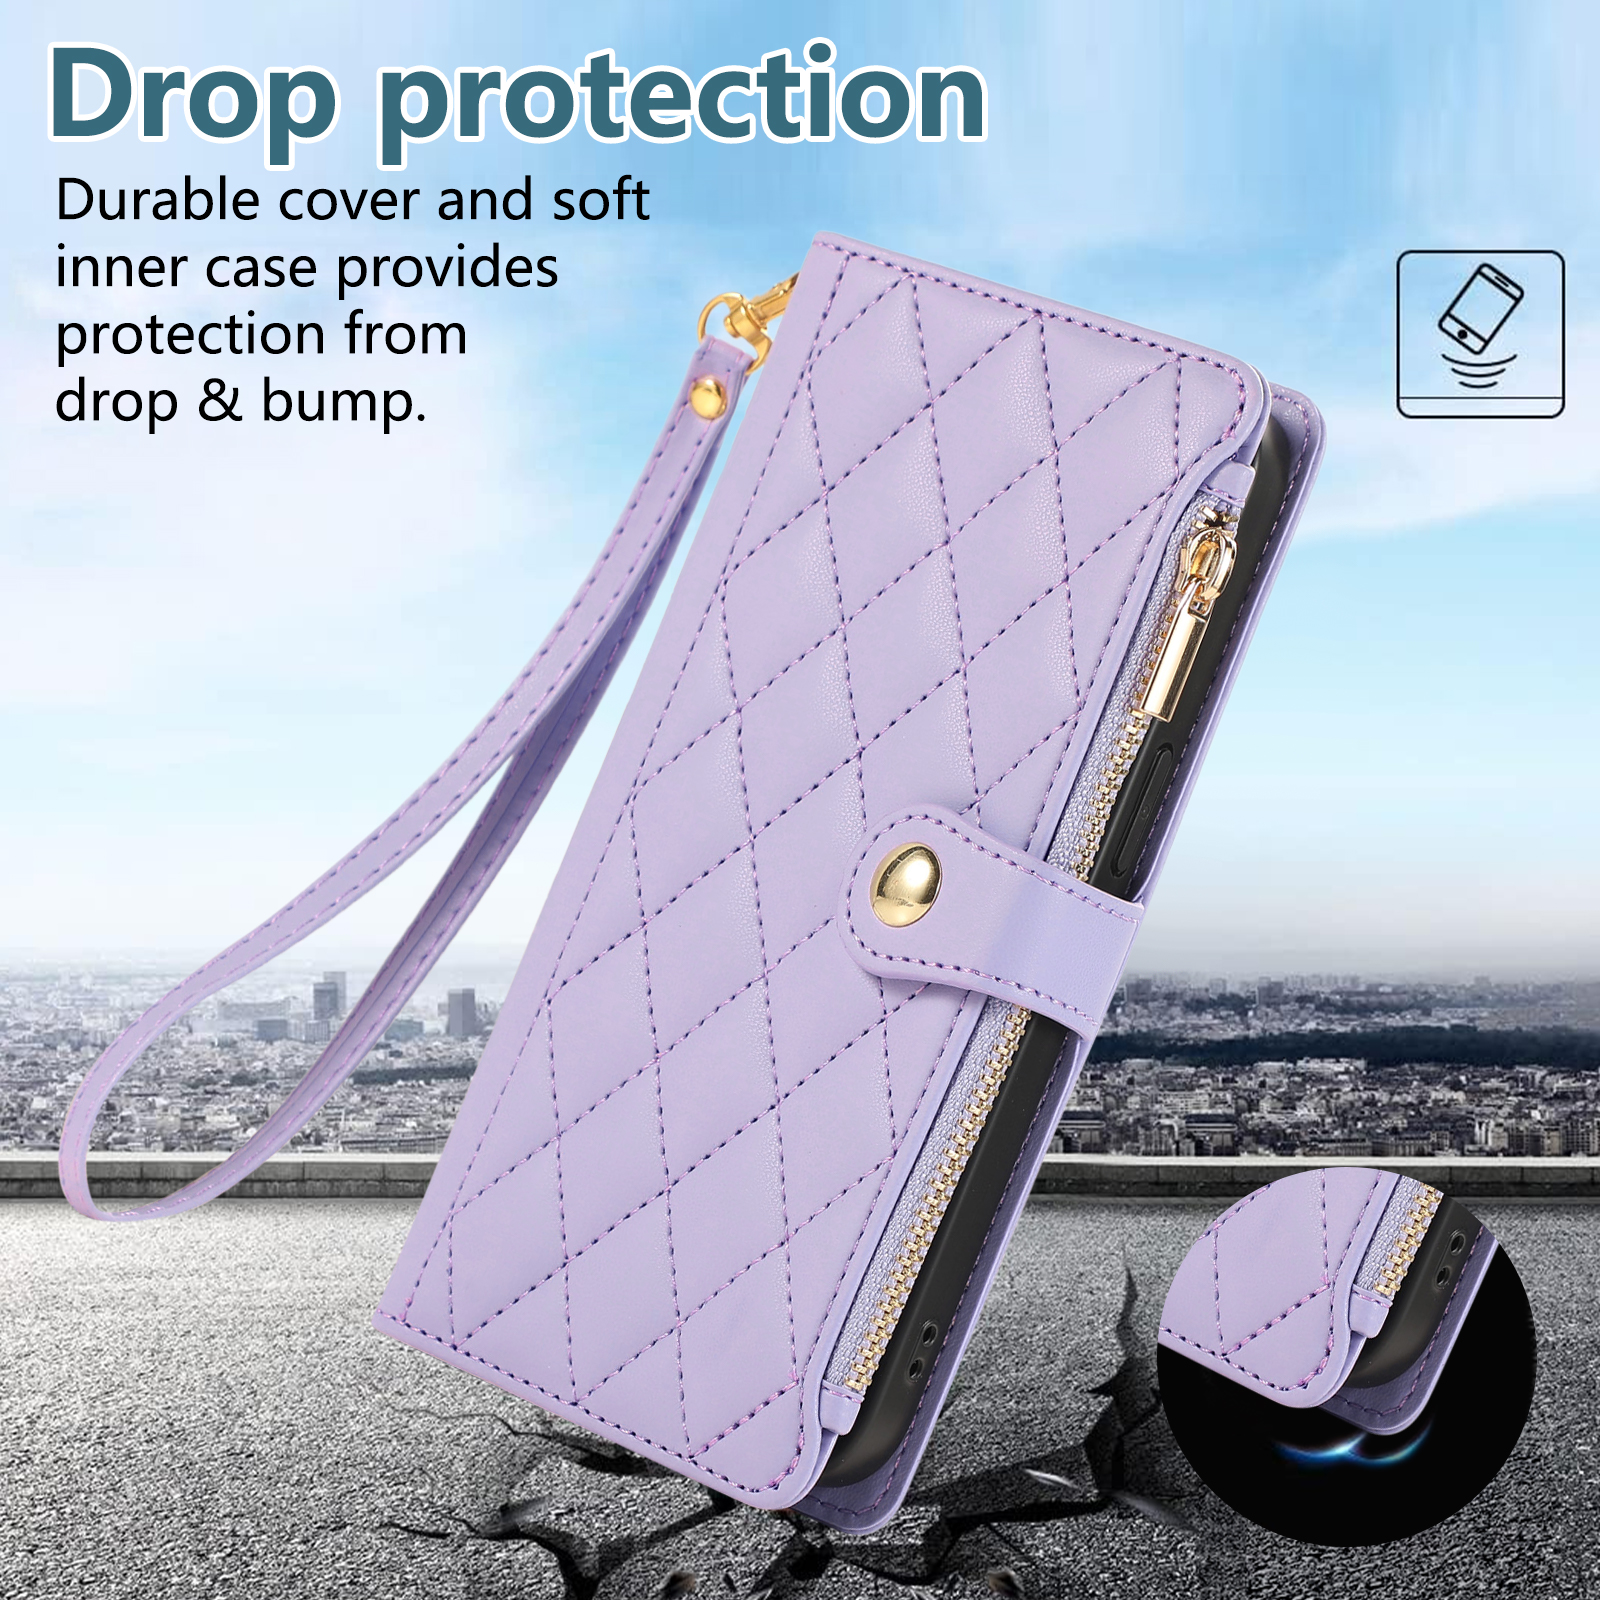 Drop protection
Durable cover and soft
inner case provides
protection from
drop & bump.